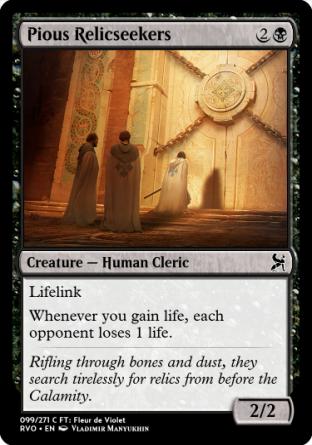 Pious Relicseekers 2
Creature — Human Cleric
Lifelink
Whenever you gain life, each
opponent loses 1 life.
Rifling through bones and dust, they
search tirelessly for relics from before the
Calamity.
2/2
099/271 C FT: Fleur de Violet
RVO • EN Vladimir Manyukhin